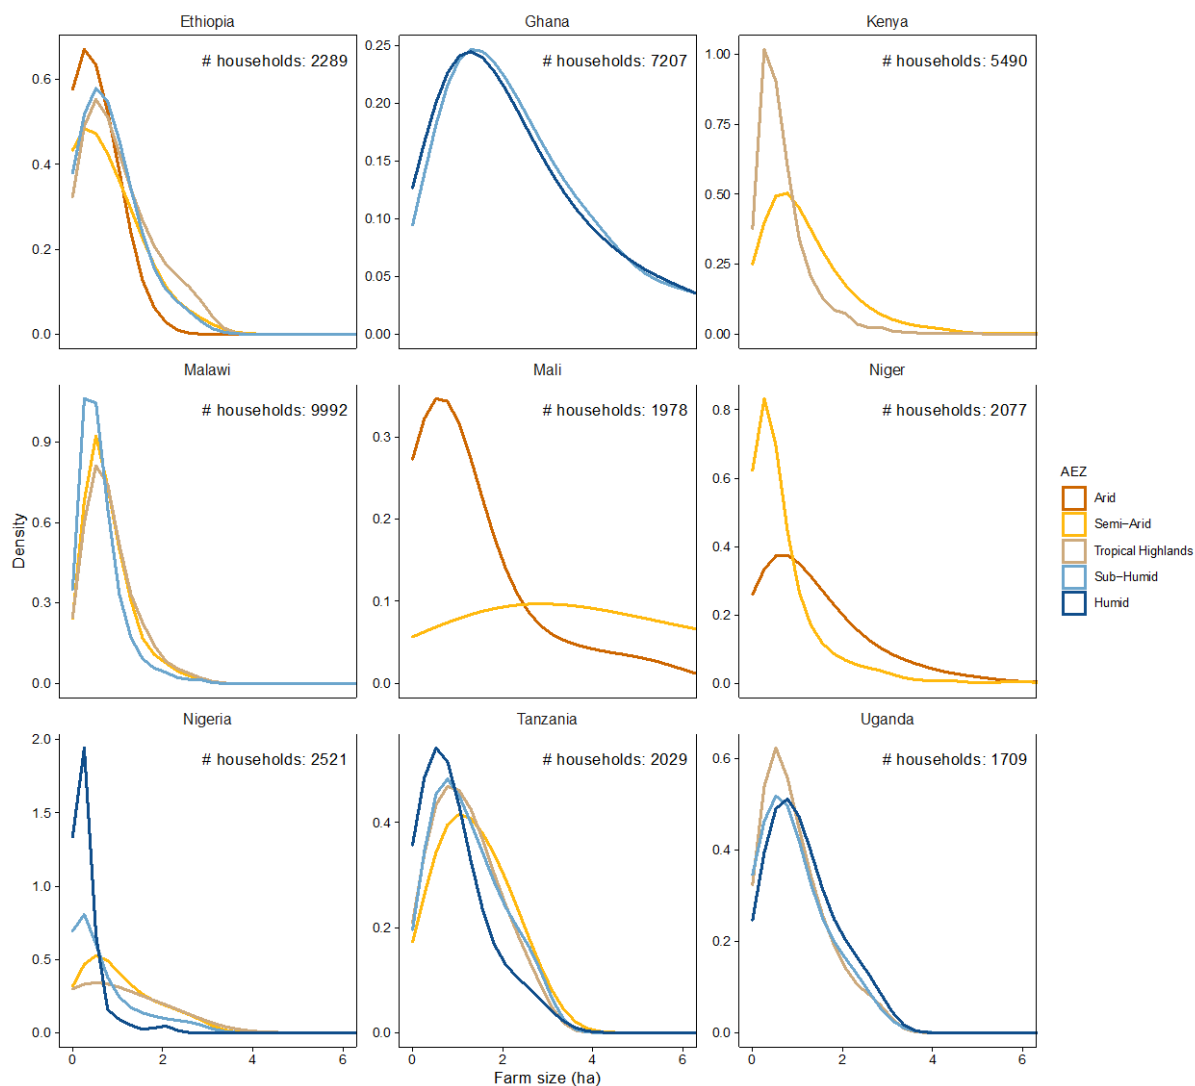 Ethiopia
Ghana
Kenya
# households: 2289
# households: 7207
# households: 5490
0.6
0.4
0.2
0.0
0.25
0.20
0.15
0.10
0.05
0.00
1.00
0.75
0.50
0.25
0.00
Malawi
Mali
Niger
# households: 9992
# households: 1978
# households: 2077
0.9
0.6
0.3
0.0
0.3
0.2
0.1
0.0
0.8
0.6
0.4
0.2
0.0
Density
AEZ
Arid
Semi-Arid
Tropical Highlands
Sub-Humid
Humid
Nigeria
Tanzania
Uganda
# households: 2521
# households: 2029
# households: 1709
2.0
1.5
1.0
0.5
0.0
0.4
0.2
0.0
0.6
0.4
0.2
0.0
0 2 4 6
0 2 4 6
0 2 4 6
Farm size (ha)